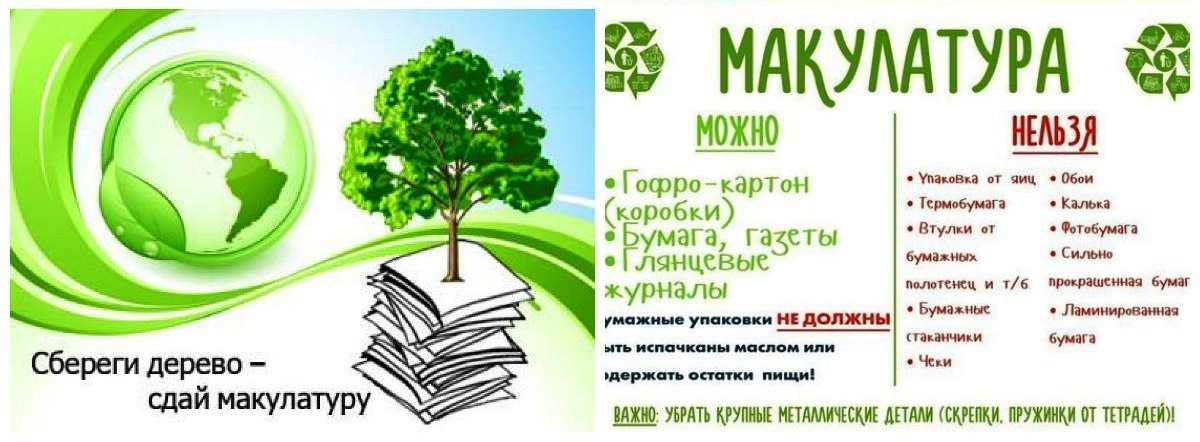 Сбереги дерево –
сдай макулатуру
МАКУЛАТУРА
МОЖНО
• Гофро-картон
(коробки)
• Бумага, газеты
• Глянцевые
журналы
умажные упаковки НЕ ДОЛЖНЫ
ыть испачканы маслом или
одержать остатки пищи!
НЕЛЬЗЯ
• Упаковка от яиц
• Термобумага
• Втулки от
бумажных
полотенец и т/б
• Бумажные
стаканчики
• Чеки
• Обои
• Калька
• Фотобумага
• Сильно
прокрашенная бумаг
• Ламинированная
бумага
ВАЖНО: УБРАТЬ КРУПНЫЕ МЕТАЛЛИЧЕСКИЕ ДЕТАЛИ (СКРЕПКИ, ПРУЖИНКИ ОТ ТЕТРАДЕЙ)!